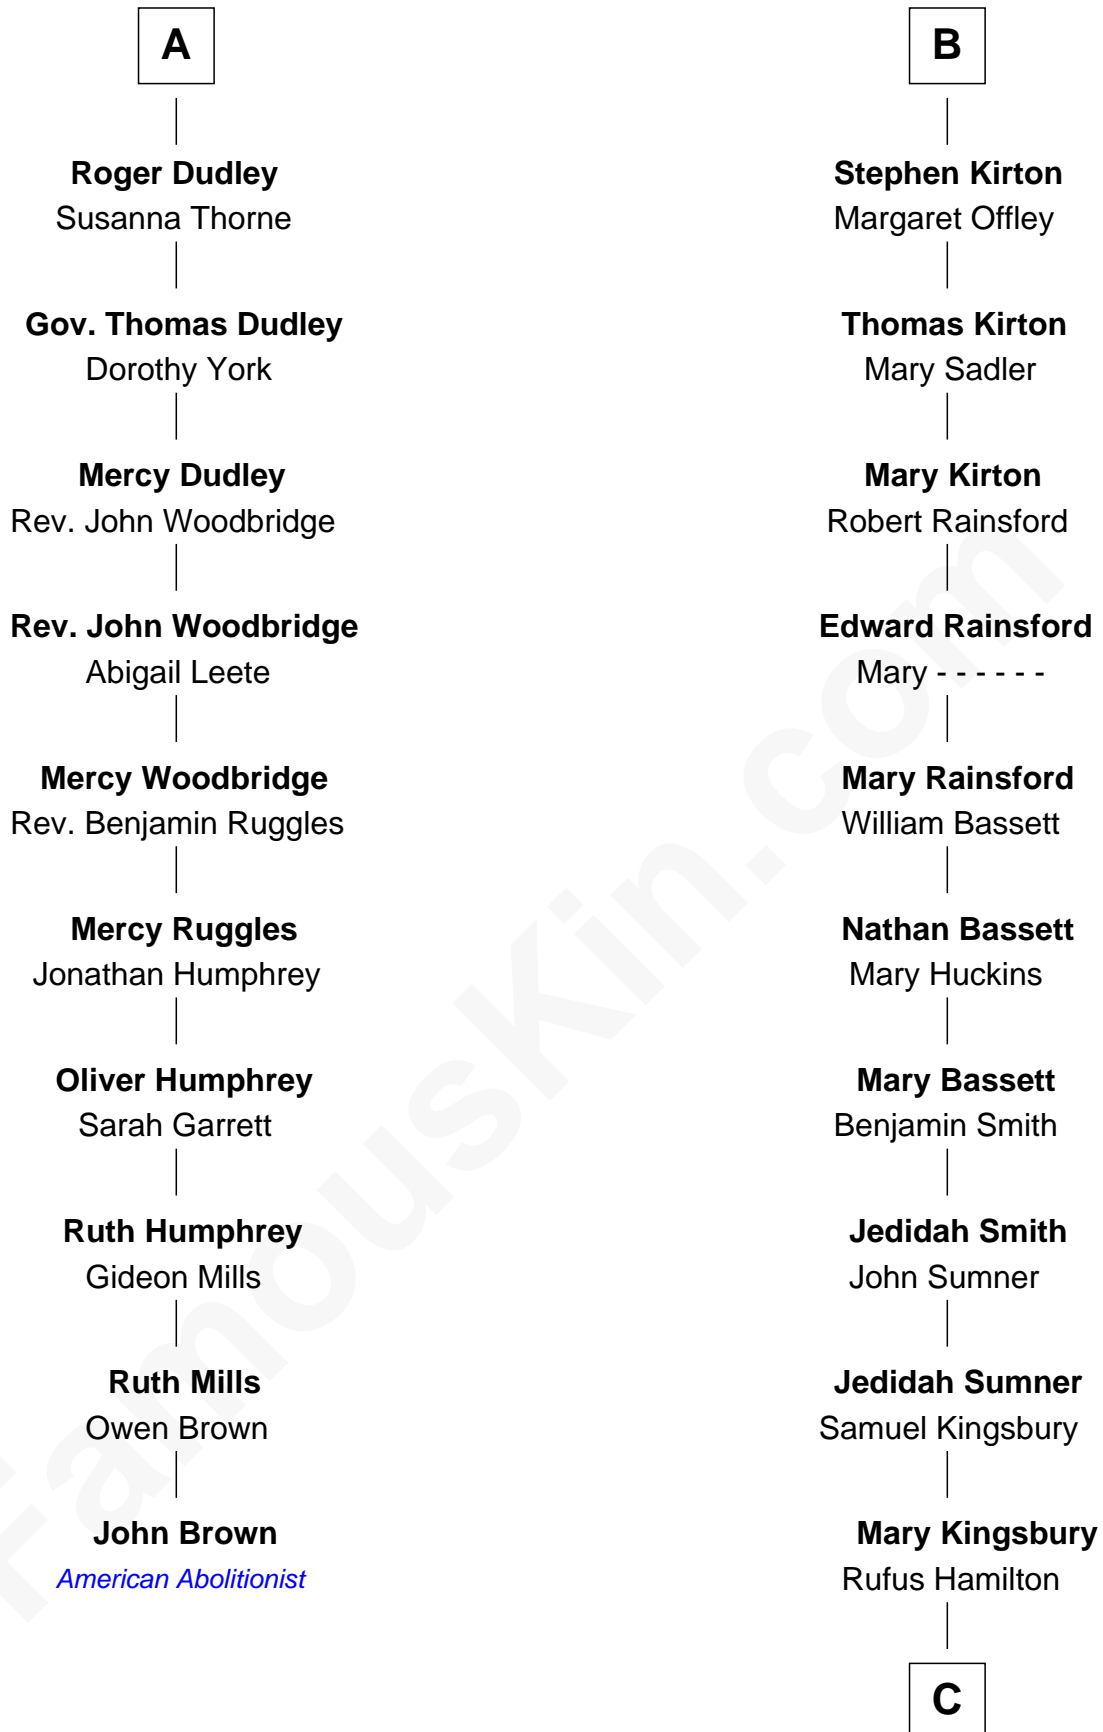 A
Roger Dudley
Susanna Thorne
Gov. Thomas Dudley
Dorothy York
Mercy Dudley
Rev. John Woodbridge
Rev. John Woodbridge
Abigail Leete
Mercy Woodbridge
Rev. Benjamin Ruggles
Mercy Ruggles
Jonathan Humphrey
Oliver Humphrey
Sarah Garrett
Ruth Humphrey
Gideon Mills
Ruth Mills
Owen Brown
John Brown
American Abolitionist
B
Stephen Kirton
Margaret Offley
Thomas Kirton
Mary Sadler
Mary Kirton
Robert Rainsford
Edward Rainsford
Mary - - - - - -
Mary Rainsford
William Bassett
Nathan Bassett
Mary Huckins
Mary Bassett
Benjamin Smith
Jedidah Smith
John Sumner
Jedidah Sumner
Samuel Kingsbury
Mary Kingsbury
Rufus Hamilton
C
FamousKin.com